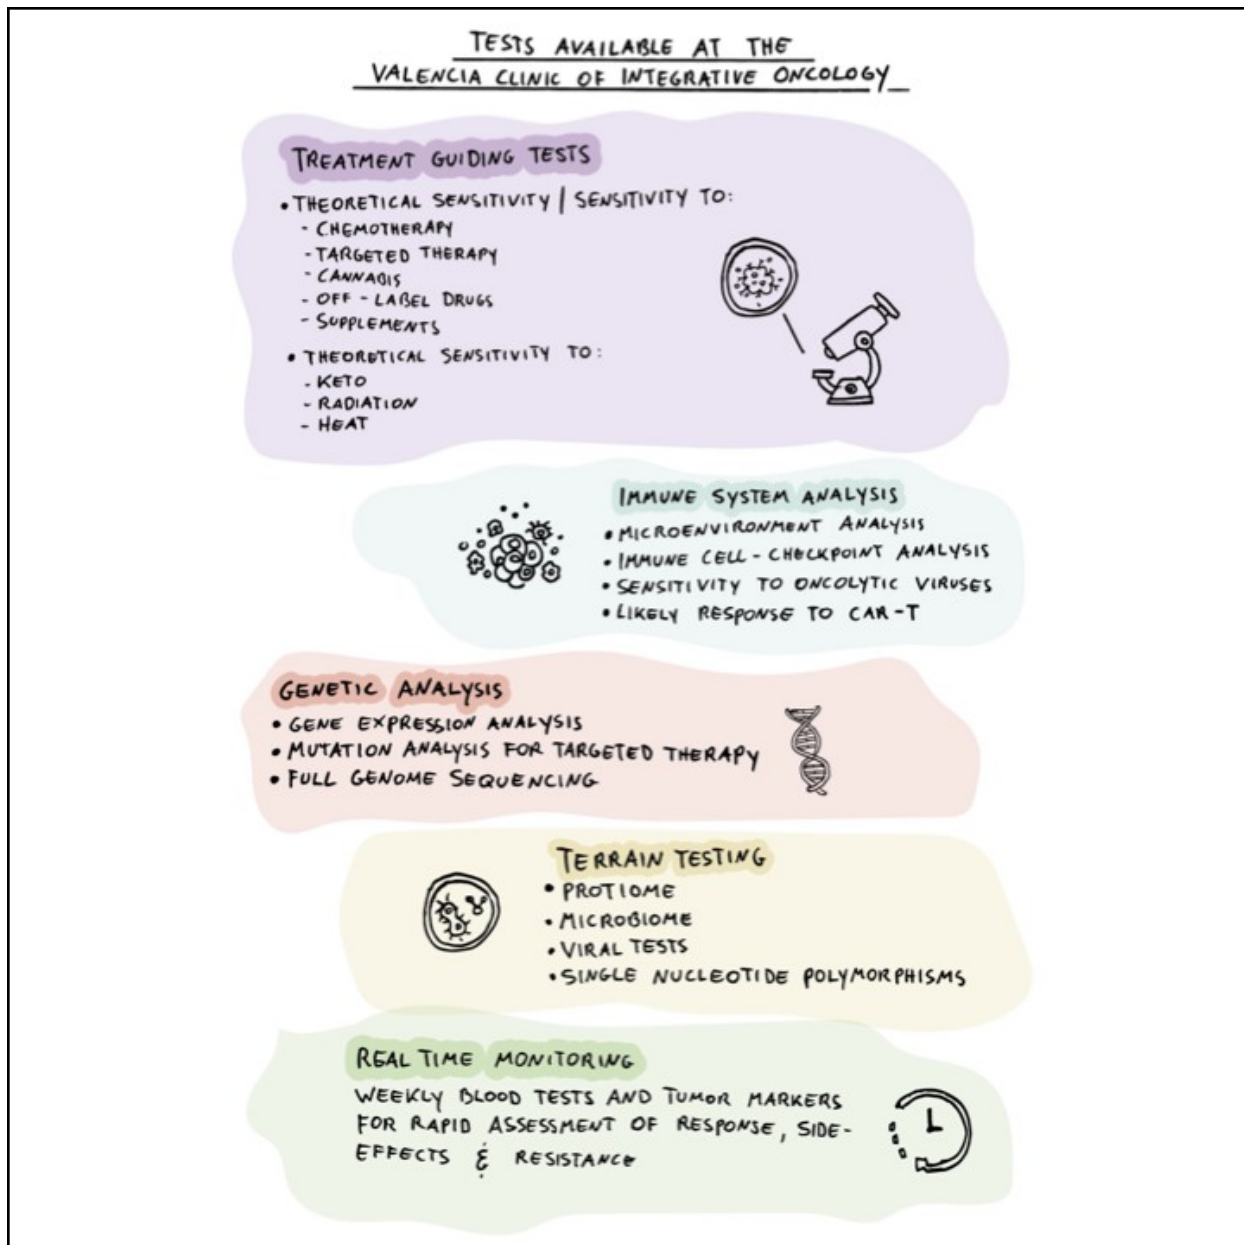 TESTS AVAILABLE AT THE
VALENCIA CLINIC OF INTEGRATIVE ONCOLOGY
TREATMENT GUIDING TESTS
• THEORETICAL SENSITIVITY / SENSITIVITY TO:
- CHEMOTHERAPY
- TARGETED THERAPY
- CANNABIS
- OFF - LABEL DRUGS
- SUPPLEMENTS
• THEORETICAL SENSITIVITY TO:
- KETO
- RADIATION
- HEAT
IMMUNE SYSTEM ANALYSIS
• MICROENVIRONMENT ANALYSIS
• IMMUNE CELL - CHECKPOINT ANALYSIS
• SENSITIVITY TO ONCOLYTIC VIRUSES
• LIKELY RESPONSE TO CAR-T
GENETIC ANALYSIS
• GENE EXPRESSION ANALYSIS
• MUTATION ANALYSIS FOR TARGETED THERAPY
• FULL GENOME SEQUENCING
TERRAIN TESTING
• PROTIOME
• MICROBIOME
• VIRAL TESTS
• SINGLE NUCLEOTIDE POLYMORPHISMS
REAL TIME MONITORING
WEEKLY BLOOD TESTS AND TUMOR MARKERS
FOR RAPID ASSESSMENT OF RESPONSE, SIDE-
EFFECTS & RESISTANCE